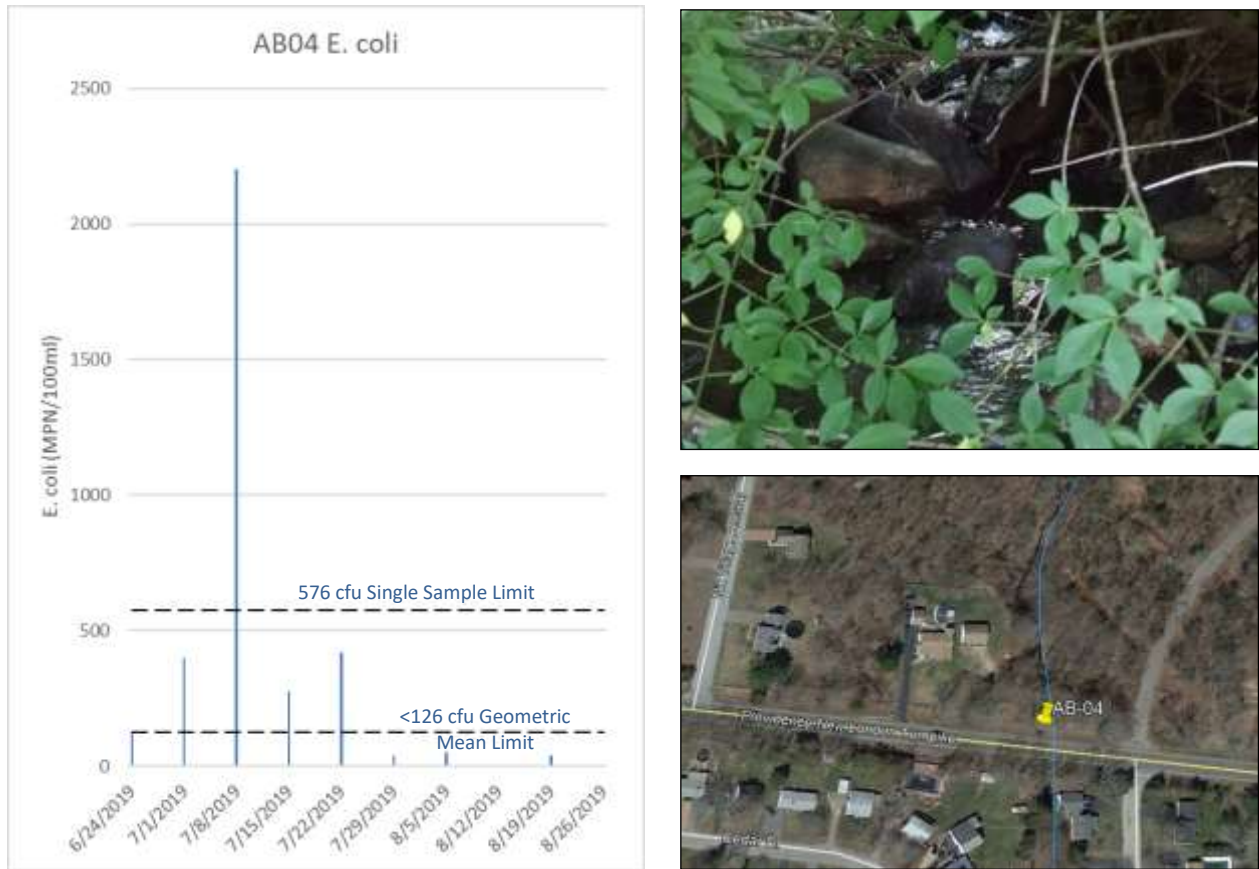 AB04 E. coli
2500
2000
1500
1000
500
0
E. coli (MPN/100ml)
576 cfu Single Sample Limit
<126 cfu Geometric
Mean Limit
6/24/2019
7/1/2019
7/8/2019
7/15/2019
7/22/2019
7/29/2019
8/5/2019
8/12/2019
8/19/2019
8/26/2019
AB-04